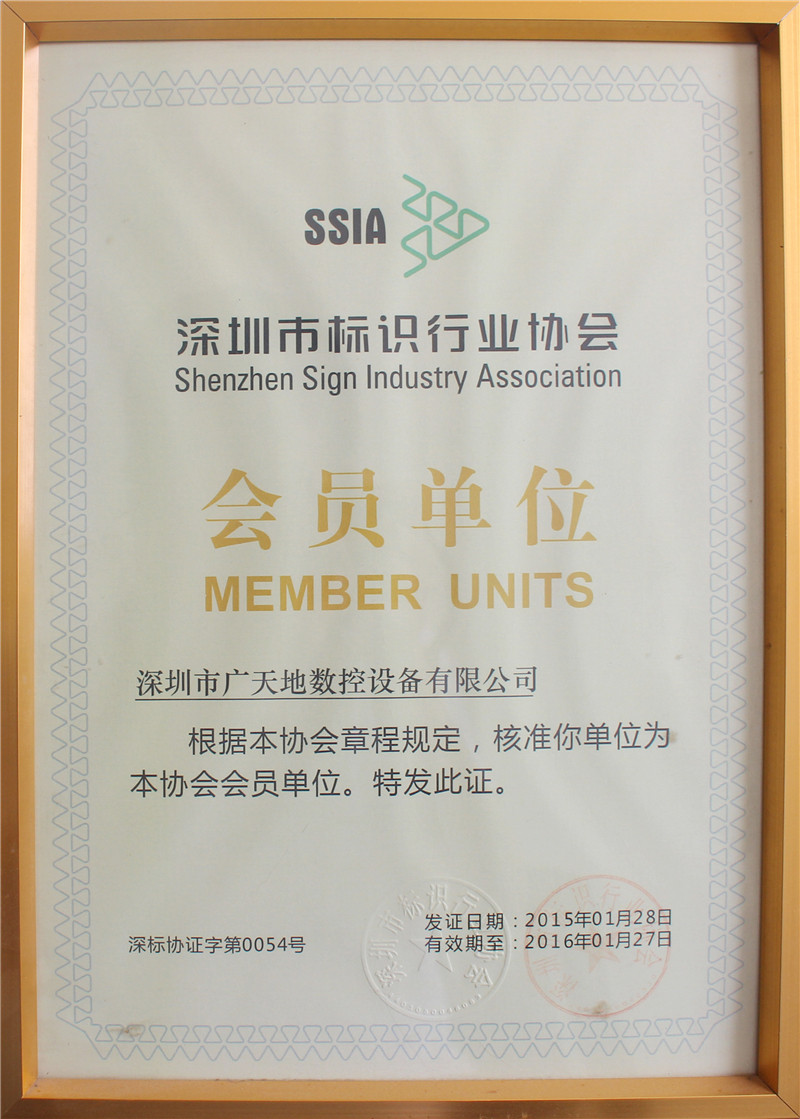 SSIA
深圳市标识行业协会
Shenzhen Sign Industry Association
会员单位
MEMBER UNITS
深圳市广天地数控设备有限公司
根据本协会章程规定，核准你单位为
本协会会员单位。特发此证。
深标协证字第0054号
发证日期：2015年01月28日
有效期至：2016年01月27日